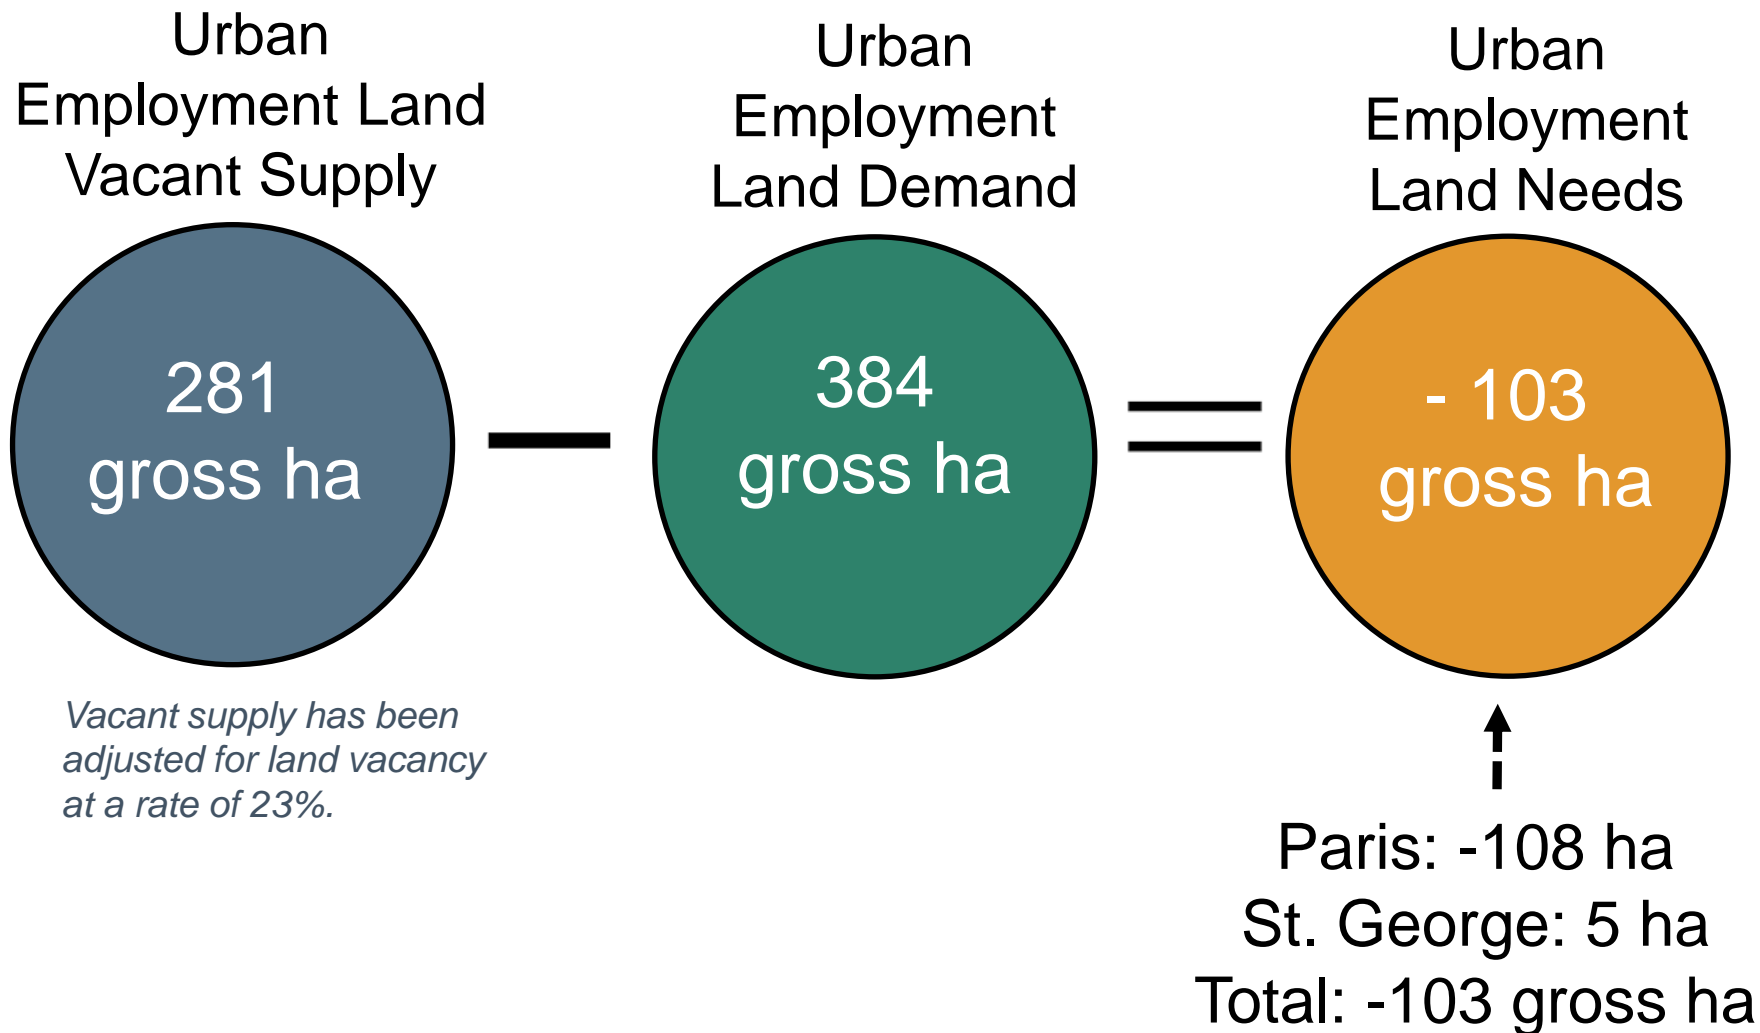 Urban
Employment Land
Vacant Supply
281
gross ha
Vacant supply has been
adjusted for land vacancy
at a rate of 23%.
Urban
Employment
Land Demand
384
gross ha
Urban
Employment
Land Needs
- 103
gross ha
Paris: -108 ha
St. George: 5 ha
Total: -103 gross ha